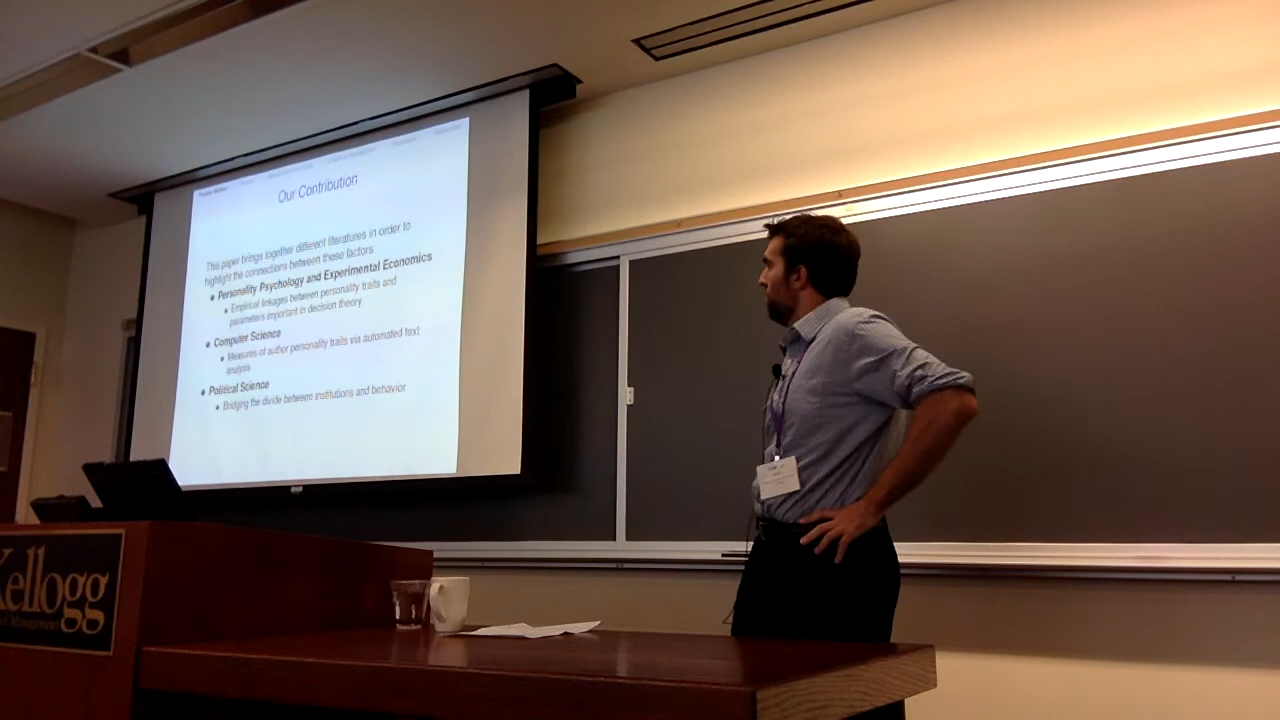 Our Contribution
This paper brings together different literatures in order to
highlight the connections between these factors
Personality Psychology and Experimental Economics
Empirical linkages between personality traits and
parameters important in decision theory
Computer Science
Measures of author personality traits via automated text
analysis
Political Science
Bridging the divide between institutions and behavior
Kellogg
of Management